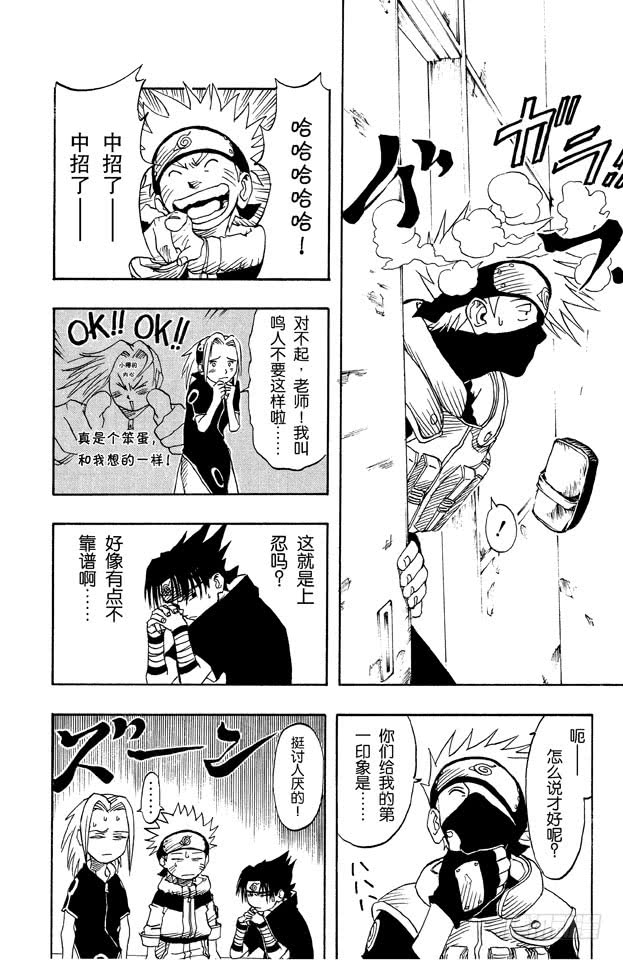 ガラッ
バフ
！
哈哈哈哈哈！
中招了——
中招了——
对不起，老师！我叫
鸣人不要这样啦……
OK!! OK!!
小樱的
内心
真是个笨蛋，
和我想的一样！
这就是上
忍吗？
好像有点不
靠谱啊……
呃——
怎么说才好呢？
你们给我的第
一印象是……
挺讨人厌的！
……
ズーン